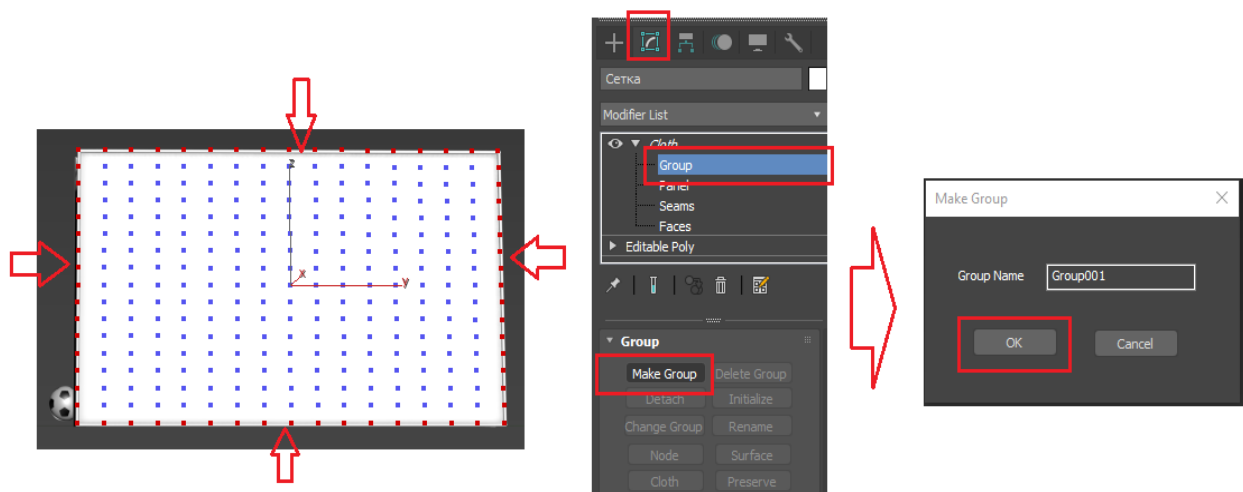 z
x
y
Сетка
Modifier List
Cloth
Group
Panel
Seams
Faces
Editable Poly
Group
Make Group Delete Group
Detach Initialize
Change Group Rename
Node Surface
Cloth Preserve
Make Group
Group Name Group001
OK Cancel